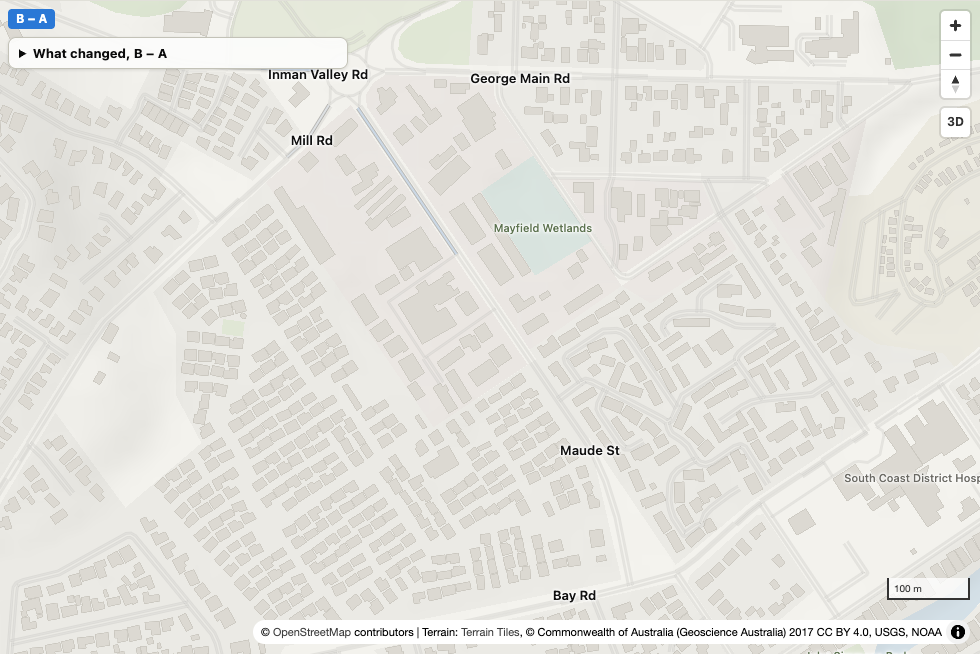 B – A
▶ What changed, B – A
Inman Valley Rd
George Main Rd
Mill Rd
3D
Mayfield Wetlands
Maude St
South Coast District Hosp
Bay Rd
100 m
© OpenStreetMap contributors | Terrain: Terrain Tiles, © Commonwealth of Australia (Geoscience Australia) 2017 CC BY 4.0, USGS, NOAA